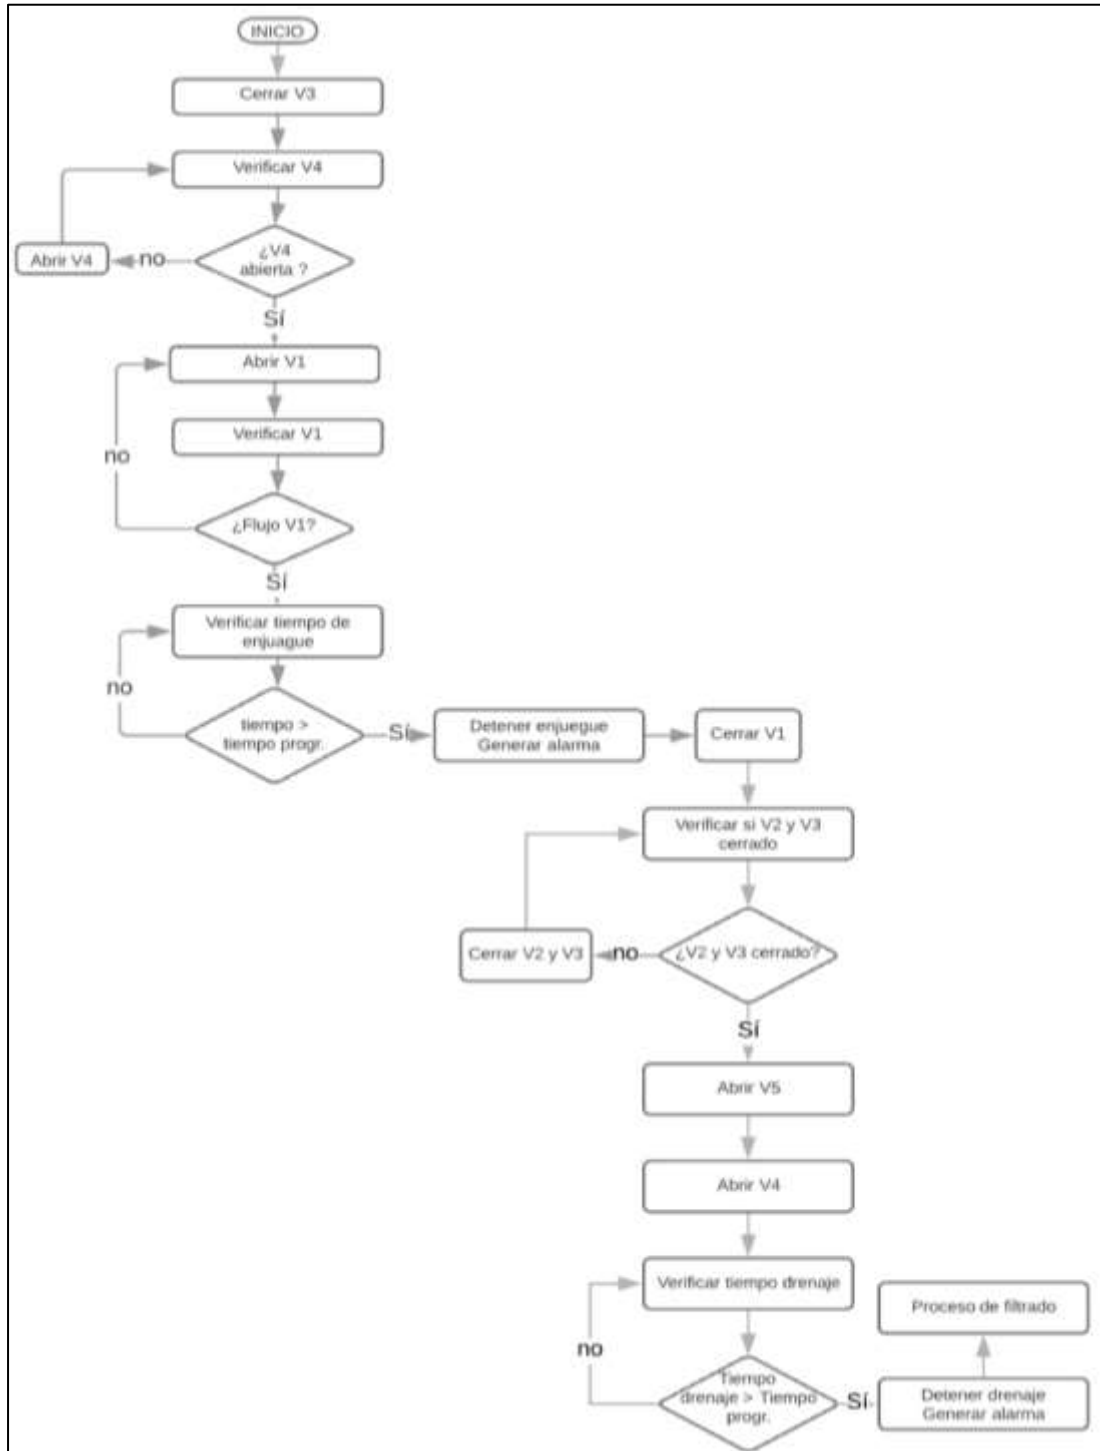 INICIO
Cerrar V3
Verificar V4
¿V4
abierta ?
no
Abrir V4
Sí
Abrir V1
Verificar V1
no
¿Flujo V1?
Sí
Verificar tiempo de
enjuague
no
tiempo >
tiempo progr.
Sí
Detener enjuegue
Generar alarma
Cerrar V1
Verificar si V2 y V3
cerrado
¿V2 y V3 cerrado?
no
Cerrar V2 y V3
Sí
Abrir V5
Abrir V4
Verificar tiempo drenaje
no
Tiempo
drenaje > Tiempo
progr.
Sí
Detener drenaje
Generar alarma
Proceso de filtrado